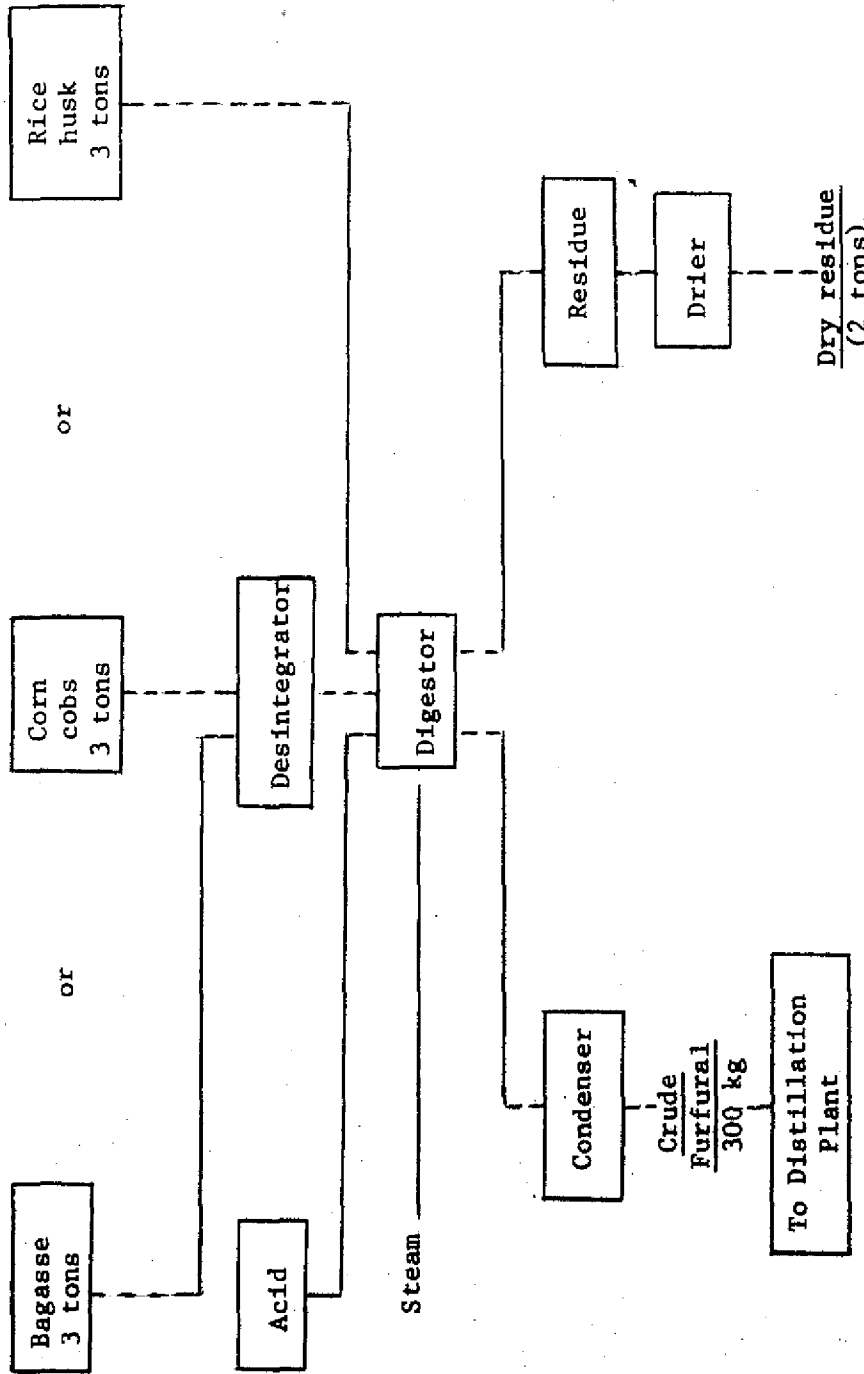 Bagasse
3 tons
or
Corn
cobs
3 tons
or
Rice
husk
3 tons
Acid
Desintegrator
Steam
Digestor
Condenser
Residue
Crude
Furfural
300 kg
Drier
To Distillation
Plant
Dry residue
(2 tons)